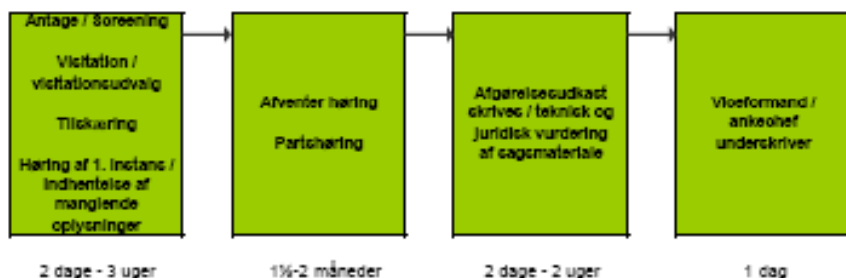 Antage / Screening
Visitation /
visitationsudvalg
Tilskæring
Høring af 1. instans /
indhentelse af
manglende
oplysninger
Afventer høring
Partshøring
Afgørelsesudkast
skrives / teknisk og
juridisk vurdering
af sagsmateriale
Viceformand /
ankechef
underskriver
2 dage - 3 uger
1½-2 måneder
2 dage - 2 uger
1 dag